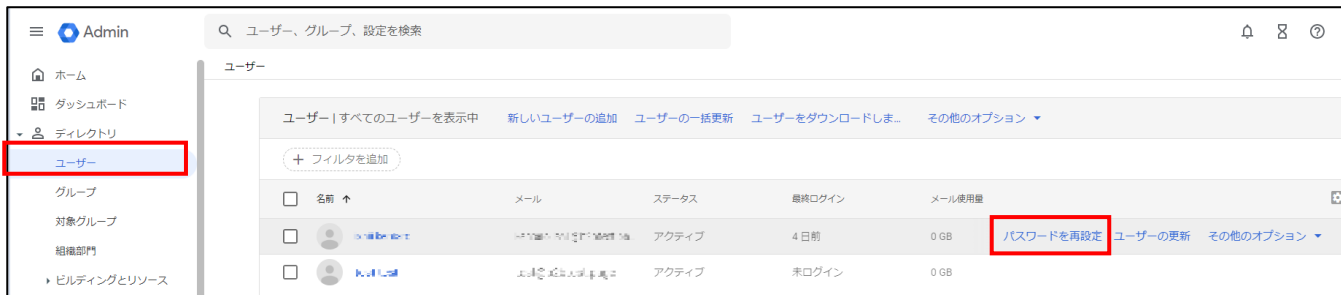 Admin
ユーザー、グループ、設定を検索
ホーム
ダッシュボード
ディレクトリ
ユーザー
グループ
対象グループ
組織部門
ビルディングとリソース
ユーザー
ユーザー | すべてのユーザーを表示中 新しいユーザーの追加 ユーザーの一括更新 ユーザーをダウンロードしま... その他のオプション
+ フィルタを追加
名前 ↑ メール ステータス 最終ログイン メール使用量
アクティブ 4 日前 0 GB パスワードを再設定 ユーザーの更新 その他のオプション
アクティブ 未ログイン 0 GB